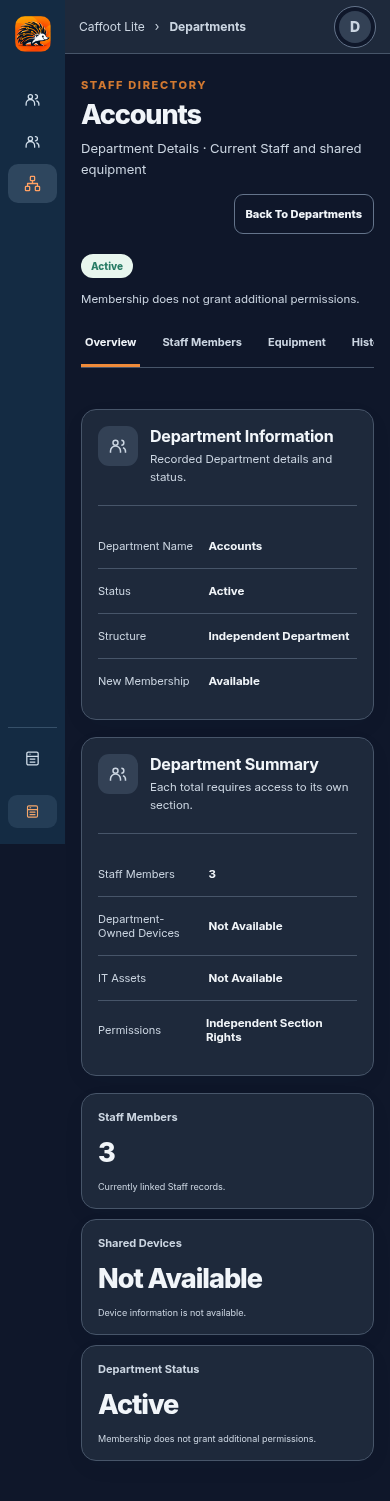 Caffoot Lite › Departments
D
STAFF DIRECTORY
Accounts
Department Details · Current Staff and shared
equipment
Back To Departments
Active
Membership does not grant additional permissions.
Overview Staff Members Equipment Histo
Department Information
Recorded Department details and
status.
Department Name Accounts
Status Active
Structure Independent Department
New Membership Available
Department Summary
Each total requires access to its own
section.
Staff Members 3
Department-
Owned Devices Not Available
IT Assets Not Available
Permissions Independent Section
Rights
Staff Members
3
Currently linked Staff records.
Shared Devices
Not Available
Device information is not available.
Department Status
Active
Membership does not grant additional permissions.